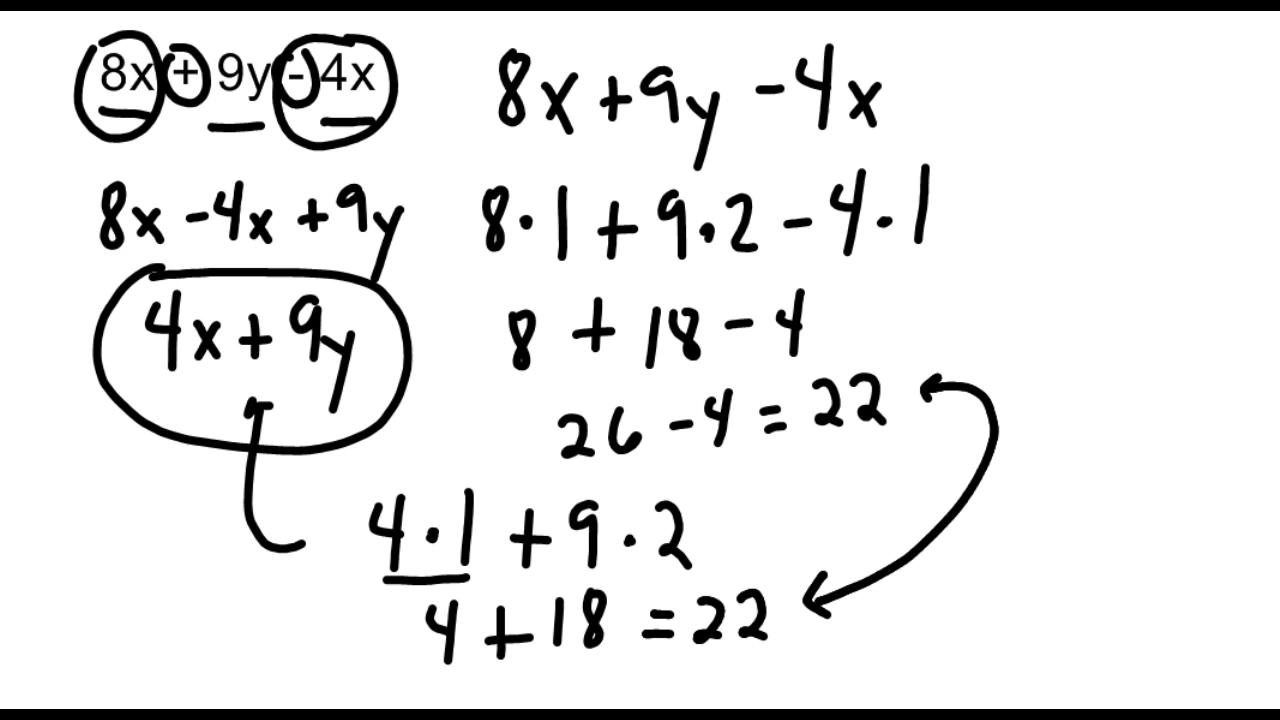 8x + 9y - 4x
8x - 4x + 9y
4x + 9y
8x + 9y - 4x
8·1 + 9·2 - 4·1
8 + 18 - 4
26 - 4 = 22
4·1 + 9·2
4 + 18 = 22